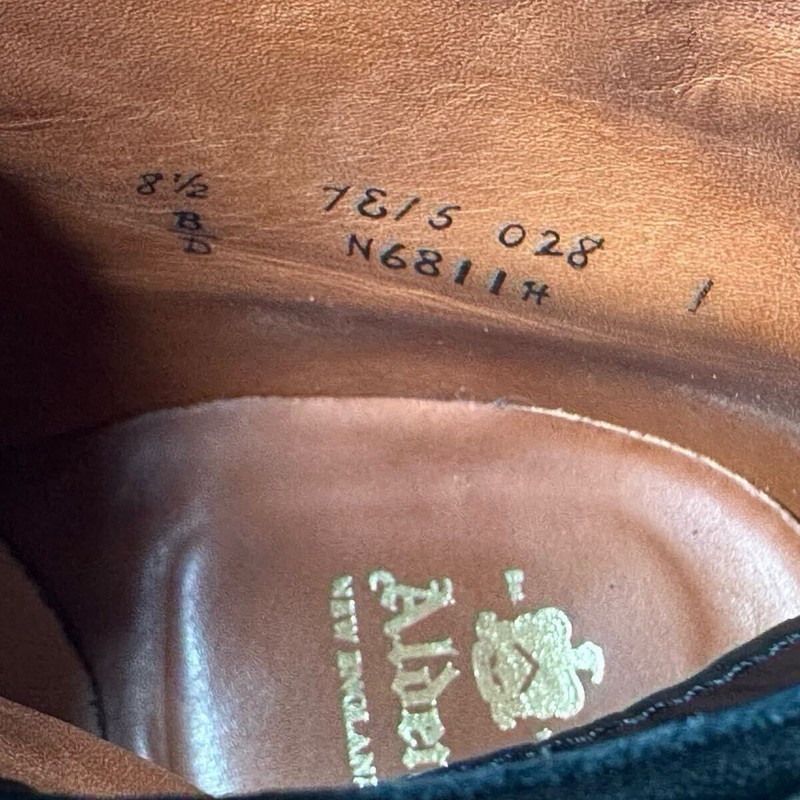 8½
B
D
7E15 028
N6811H
1
Alden
NEW ENGLAND